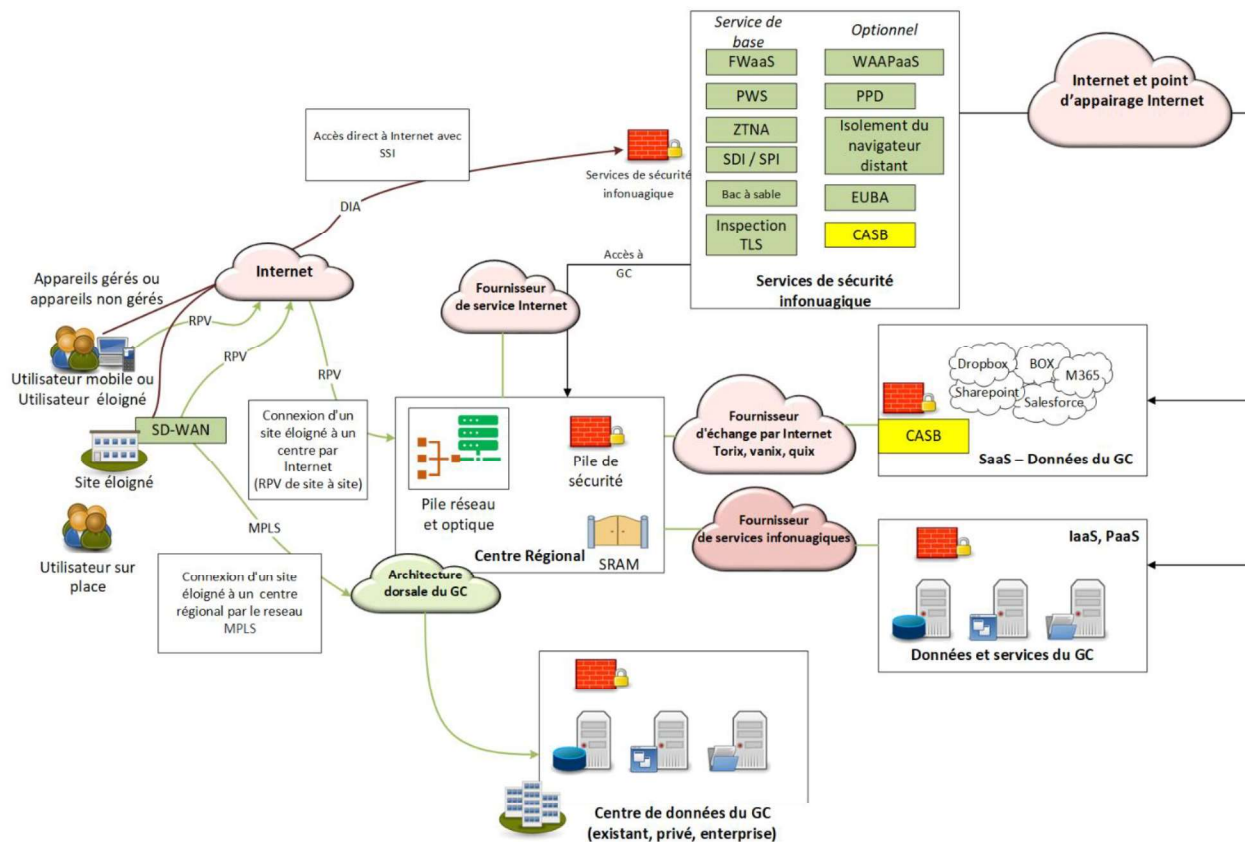 Service de
base
Optionnel
FWaaS
WAAPaaS
PWS
PPD
ZTNA
Isolement du
navigateur
distant
SDI / SPI
Bac à sable
EUBA
Inspection
TLS
CASB
Services de sécurité
infonuagique
Internet et point
d'appairage Internet
Accès direct à Internet avec
SSI
Services de sécurité
infonuagique
DIA
Accès à
GC
Internet
Fournisseur
de service Internet
Appareils gérés ou
appareils non gérés
RPV
RPV
RPV
Utilisateur mobile ou
Utilisateur éloigné
SD-WAN
Site éloigné
Connexion d'un
site éloigné à un
centre par
Internet
(RPV de site à site)
MPLS
Utilisateur sur
place
Connexion d'un site
éloigné à un centre
régional par le reseau
MPLS
Pile réseau
et optique
Pile de
sécurité
Centre Régional
SRAM
Architecture
dorsale du GC
Fournisseur
d'échange par Internet
Torix, vanix, quix
Fournisseur
de services infonuagiques
Dropbox
BOX
M365
Sharepoint
Salesforce
CASB
SaaS – Données du GC
IaaS, PaaS
Données et services du GC
Centre de données du GC
(existant, privé, enterprise)